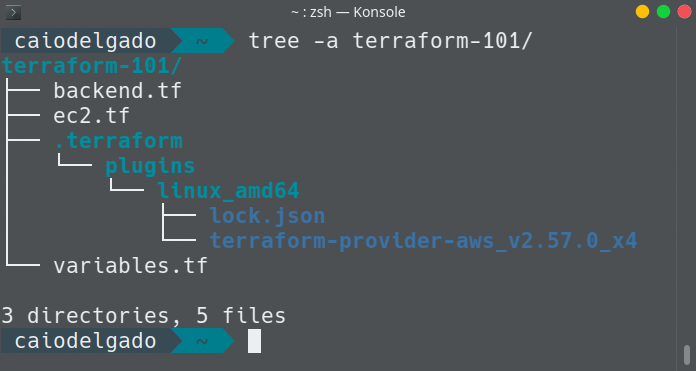 ~ : zsh — Konsole
caiodelgado ~ tree -a terraform-101/
terraform-101/
├── backend.tf
├── ec2.tf
├── .terraform
│   └── plugins
│       └── linux_amd64
│           ├── lock.json
│           └── terraform-provider-aws_v2.57.0_x4
└── variables.tf
3 directories, 5 files
caiodelgado ~